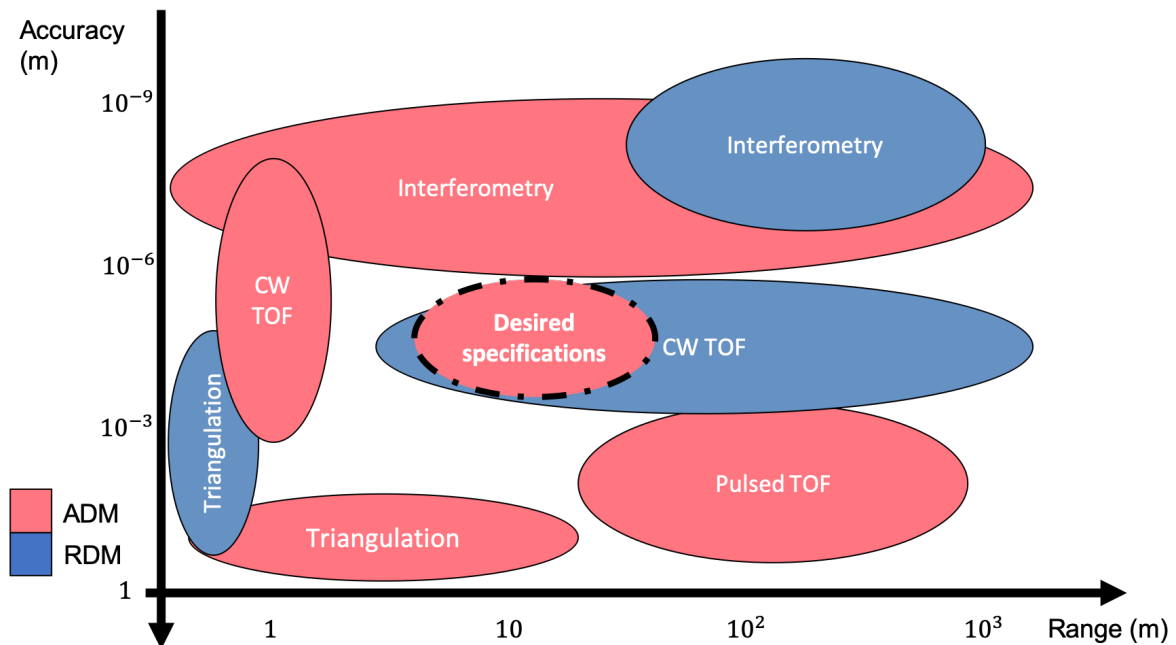 Accuracy
(m)
10⁻⁹
Interferometry
Interferometry
10⁻⁶
CW
TOF
Desired
specifications
CW TOF
Triangulation
10⁻³
Pulsed TOF
ADM
Triangulation
RDM
1
1
10
10²
10³
Range (m)